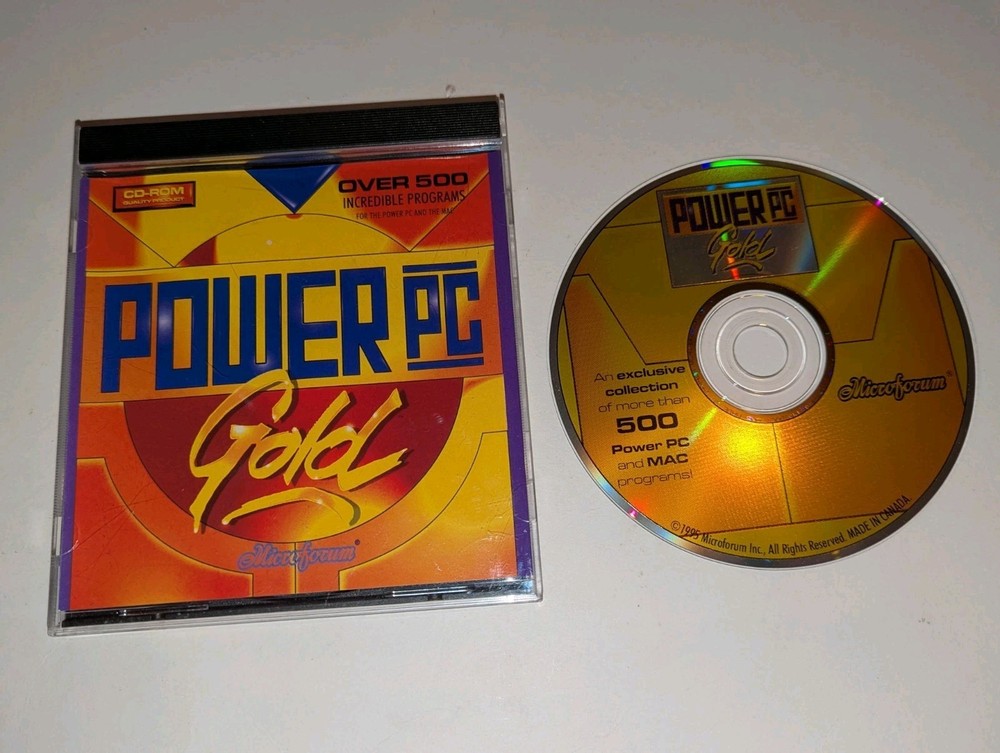 CD-ROM
QUALITY PRODUCT
OVER 500
INCREDIBLE PROGRAMS
FOR THE POWER PC AND THE MAC
POWER PC
Gold
Microforum®
POWER PC
Gold
An exclusive
collection
of more than
500
Power PC
and MAC
programs!
Microforum®
©1995 Microforum Inc., All Rights Reserved. MADE IN CANADA.